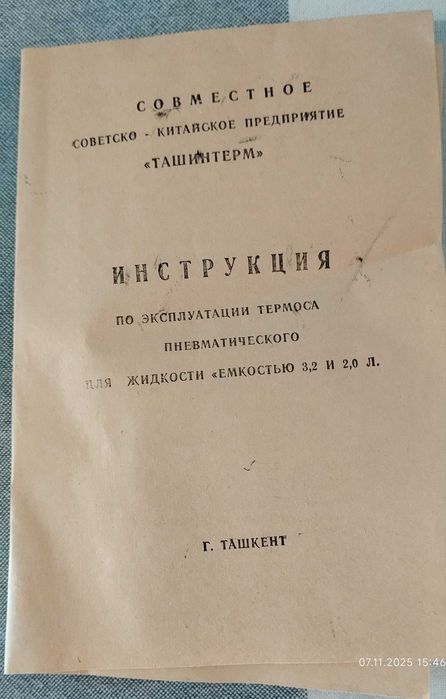 СОВМЕСТНОЕ
СОВЕТСКО - КИТАЙСКОЕ ПРЕДПРИЯТИЕ
«ТАШИНТЕРМ»
ИНСТРУКЦИЯ
ПО ЭКСПЛУАТАЦИИ ТЕРМОСА
ПНЕВМАТИЧЕСКОГО
ДЛЯ ЖИДКОСТИ «ЕМКОСТЬЮ 3,2 И 2,0 Л.
Г. ТАШКЕНТ
07.11.2025 15:46